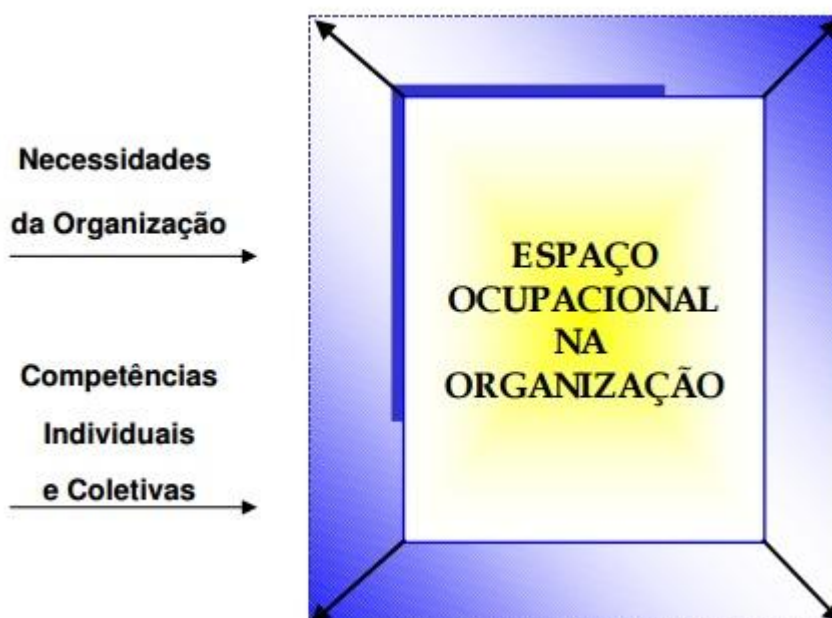 Necessidades
da Organização
Competências
Individuais
e Coletivas
ESPAÇO
OCUPACIONAL
NA
ORGANIZAÇÃO